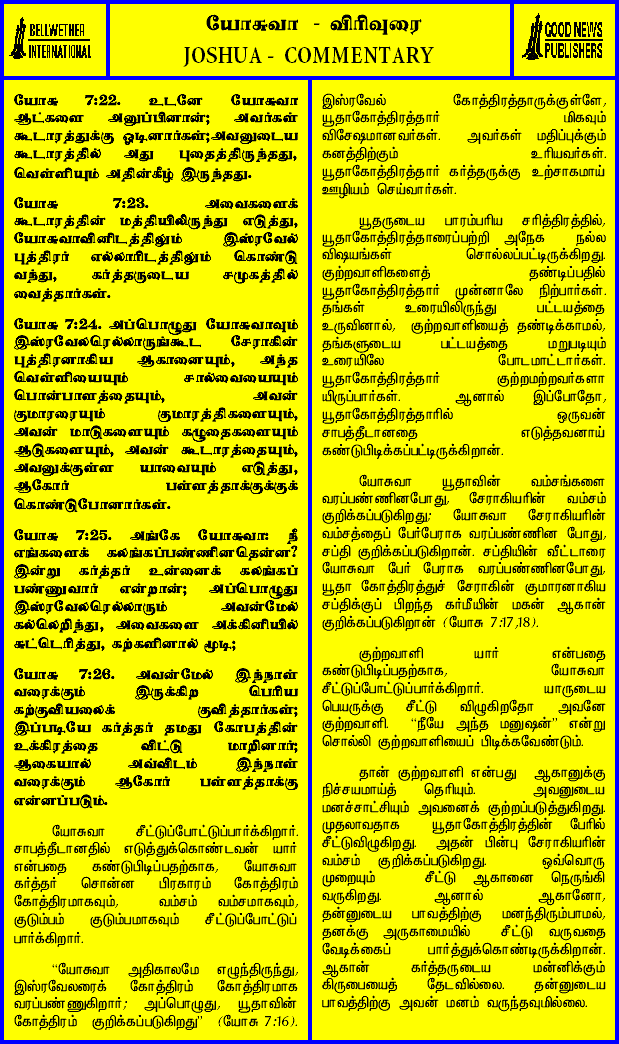 BELLWETHER
INTERNATIONAL
யோசுவா - விரிவுரை
JOSHUA - COMMENTARY
GOOD NEWS
PUBLISHERS
யோசு 7:22. உடனே யோசுவா
ஆட்களை அனுப்பினான்; அவர்கள்
கூடாரத்துக்கு ஓடினார்கள்;அவனுடைய
கூடாரத்தில் அது புதைத்திருந்தது,
வெள்ளியும் அதின்கீழ் இருந்தது.
யோசு 7:23. அவைகளைக்
கூடாரத்தின் மத்தியிலிருந்து எடுத்து,
யோசுவாவினிடத்திலும் இஸ்ரவேல்
புத்திரர் எல்லாரிடத்திலும் கொண்டு
வந்து, கர்த்தருடைய சமுகத்தில்
வைத்தார்கள்.
யோசு 7:24. அப்பொழுது யோசுவாவும்
இஸ்ரவேலரெல்லாருங்கூட சேராகின்
புத்திரனாகிய ஆகானையும், அந்த
வெள்ளியையும் சால்வையையும்
பொன்பாளத்தையும், அவன்
குமாரரையும் குமாரத்திகளையும்,
அவன் மாடுகளையும் கழுதைகளையும்
ஆடுகளையும், அவன் கூடாரத்தையும்,
அவனுக்குள்ள யாவையும் எடுத்து,
ஆகோர் பள்ளத்தாக்குக்குக்
கொண்டுபோனார்கள்.
யோசு 7:25. அங்கே யோசுவா: நீ
எங்களைக் கலங்கப்பண்ணினதென்ன?
இன்று கர்த்தர் உன்னைக் கலங்கப்
பண்ணுவார் என்றான்; அப்பொழுது
இஸ்ரவேலரெல்லாரும் அவன்மேல்
கல்லெறிந்து, அவைகளை அக்கினியில்
சுட்டெரித்து, கற்களினால் மூடி;
யோசு 7:26. அவன்மேல் இந்நாள்
வரைக்கும் இருக்கிற பெரிய
கற்குவியலைக் குவித்தார்கள்;
இப்படியே கர்த்தர் தமது கோபத்தின்
உக்கிரத்தை விட்டு மாறினார்;
ஆகையால் அவ்விடம் இந்நாள்
வரைக்கும் ஆகோர் பள்ளத்தாக்கு
என்னப்படும்.
யோசுவா சீட்டுப்போட்டுப்பார்க்கிறார்.
சாபத்தீடானதில் எடுத்துக்கொண்டவன் யார்
என்பதை கண்டுபிடிப்பதற்காக, யோசுவா
கர்த்தர் சொன்ன பிரகாரம் கோத்திரம்
கோத்திரமாகவும், வம்சம் வம்சமாகவும்,
குடும்பம் குடும்பமாகவும் சீட்டுப்போட்டுப்
பார்க்கிறார்.
“யோசுவா அதிகாலமே எழுந்திருந்து,
இஸ்ரவேலரைக் கோத்திரம் கோத்திரமாக
வரப்பண்ணுகிறார்; அப்பொழுது, யூதாவின்
கோத்திரம் குறிக்கப்படுகிறது” (யோசு 7:16).
இஸ்ரவேல் கோத்திரத்தாருக்குள்ளே,
யூதாகோத்திரத்தார் மிகவும்
விசேஷமானவர்கள். அவர்கள் மதிப்புக்கும்
கனத்திற்கும் உரியவர்கள்.
யூதாகோத்திரத்தார் கர்த்தருக்கு உற்சாகமாய்
ஊழியம் செய்வார்கள்.
யூதருடைய பாரம்பரிய சரித்திரத்தில்,
யூதாகோத்திரத்தாரைப்பற்றி அநேக நல்ல
விஷயங்கள் சொல்லப்பட்டிருக்கிறது.
குற்றவாளிகளைத் தண்டிப்பதில்
யூதாகோத்திரத்தார் முன்னாலே நிற்பார்கள்.
தங்கள் உரையிலிருந்து பட்டயத்தை
உருவினால், குற்றவாளியைத் தண்டிக்காமல்,
தங்களுடைய பட்டயத்தை மறுபடியும்
உரையிலே போடமாட்டார்கள்.
யூதாகோத்திரத்தார் குற்றமற்றவர்களா
யிருப்பார்கள். ஆனால் இப்போதோ,
யூதாகோத்திரத்தாரில் ஒருவன்
சாபத்தீடானதை எடுத்தவனாய்
கண்டுபிடிக்கப்பட்டிருக்கிறான்.
யோசுவா யூதாவின் வம்சங்களை
வரப்பண்ணினபோது, சேராகியரின் வம்சம்
குறிக்கப்படுகிறது; யோசுவா சேராகியரின்
வம்சத்தைப் பேர்பேராக வரப்பண்ணின போது,
சப்தி குறிக்கப்படுகிறான். சப்தியின் வீட்டாரை
யோசுவா பேர் பேராக வரப்பண்ணினபோது,
யூதா கோத்திரத்துச் சேராகின் குமாரனாகிய
சப்திக்குப் பிறந்த கர்மீயின் மகன் ஆகான்
குறிக்கப்படுகிறான் (யோசு 7:17,18).
குற்றவாளி யார் என்பதை
கண்டுபிடிப்பதற்காக, யோசுவா
சீட்டுப்போட்டுப்பார்க்கிறார். யாருடைய
பெயருக்கு சீட்டு விழுகிறதோ அவனே
குற்றவாளி. “நீயே அந்த மனுஷன்” என்று
சொல்லி குற்றவாளியைப் பிடிக்கவேண்டும்.
தான் குற்றவாளி என்பது ஆகானுக்கு
நிச்சயமாய்த் தெரியும். அவனுடைய
மனச்சாட்சியும் அவனைக் குற்றப்படுத்துகிறது.
முதலாவதாக யூதாகோத்திரத்தின் பேரில்
சீட்டுவிழுகிறது. அதன் பின்பு சேராகியரின்
வம்சம் குறிக்கப்படுகிறது. ஒவ்வொரு
முறையும் சீட்டு ஆகானை நெருங்கி
வருகிறது. ஆனால் ஆகானோ,
தன்னுடைய பாவத்திற்கு மனந்திரும்பாமல்,
தனக்கு அருகாமையில் சீட்டு வருவதை
வேடிக்கைப் பார்த்துக்கொண்டிருக்கிறான்.
ஆகான் கர்த்தருடைய மன்னிக்கும்
கிருபையைத் தேடவில்லை. தன்னுடைய
பாவத்திற்கு அவன் மனம் வருந்தவுமில்லை.